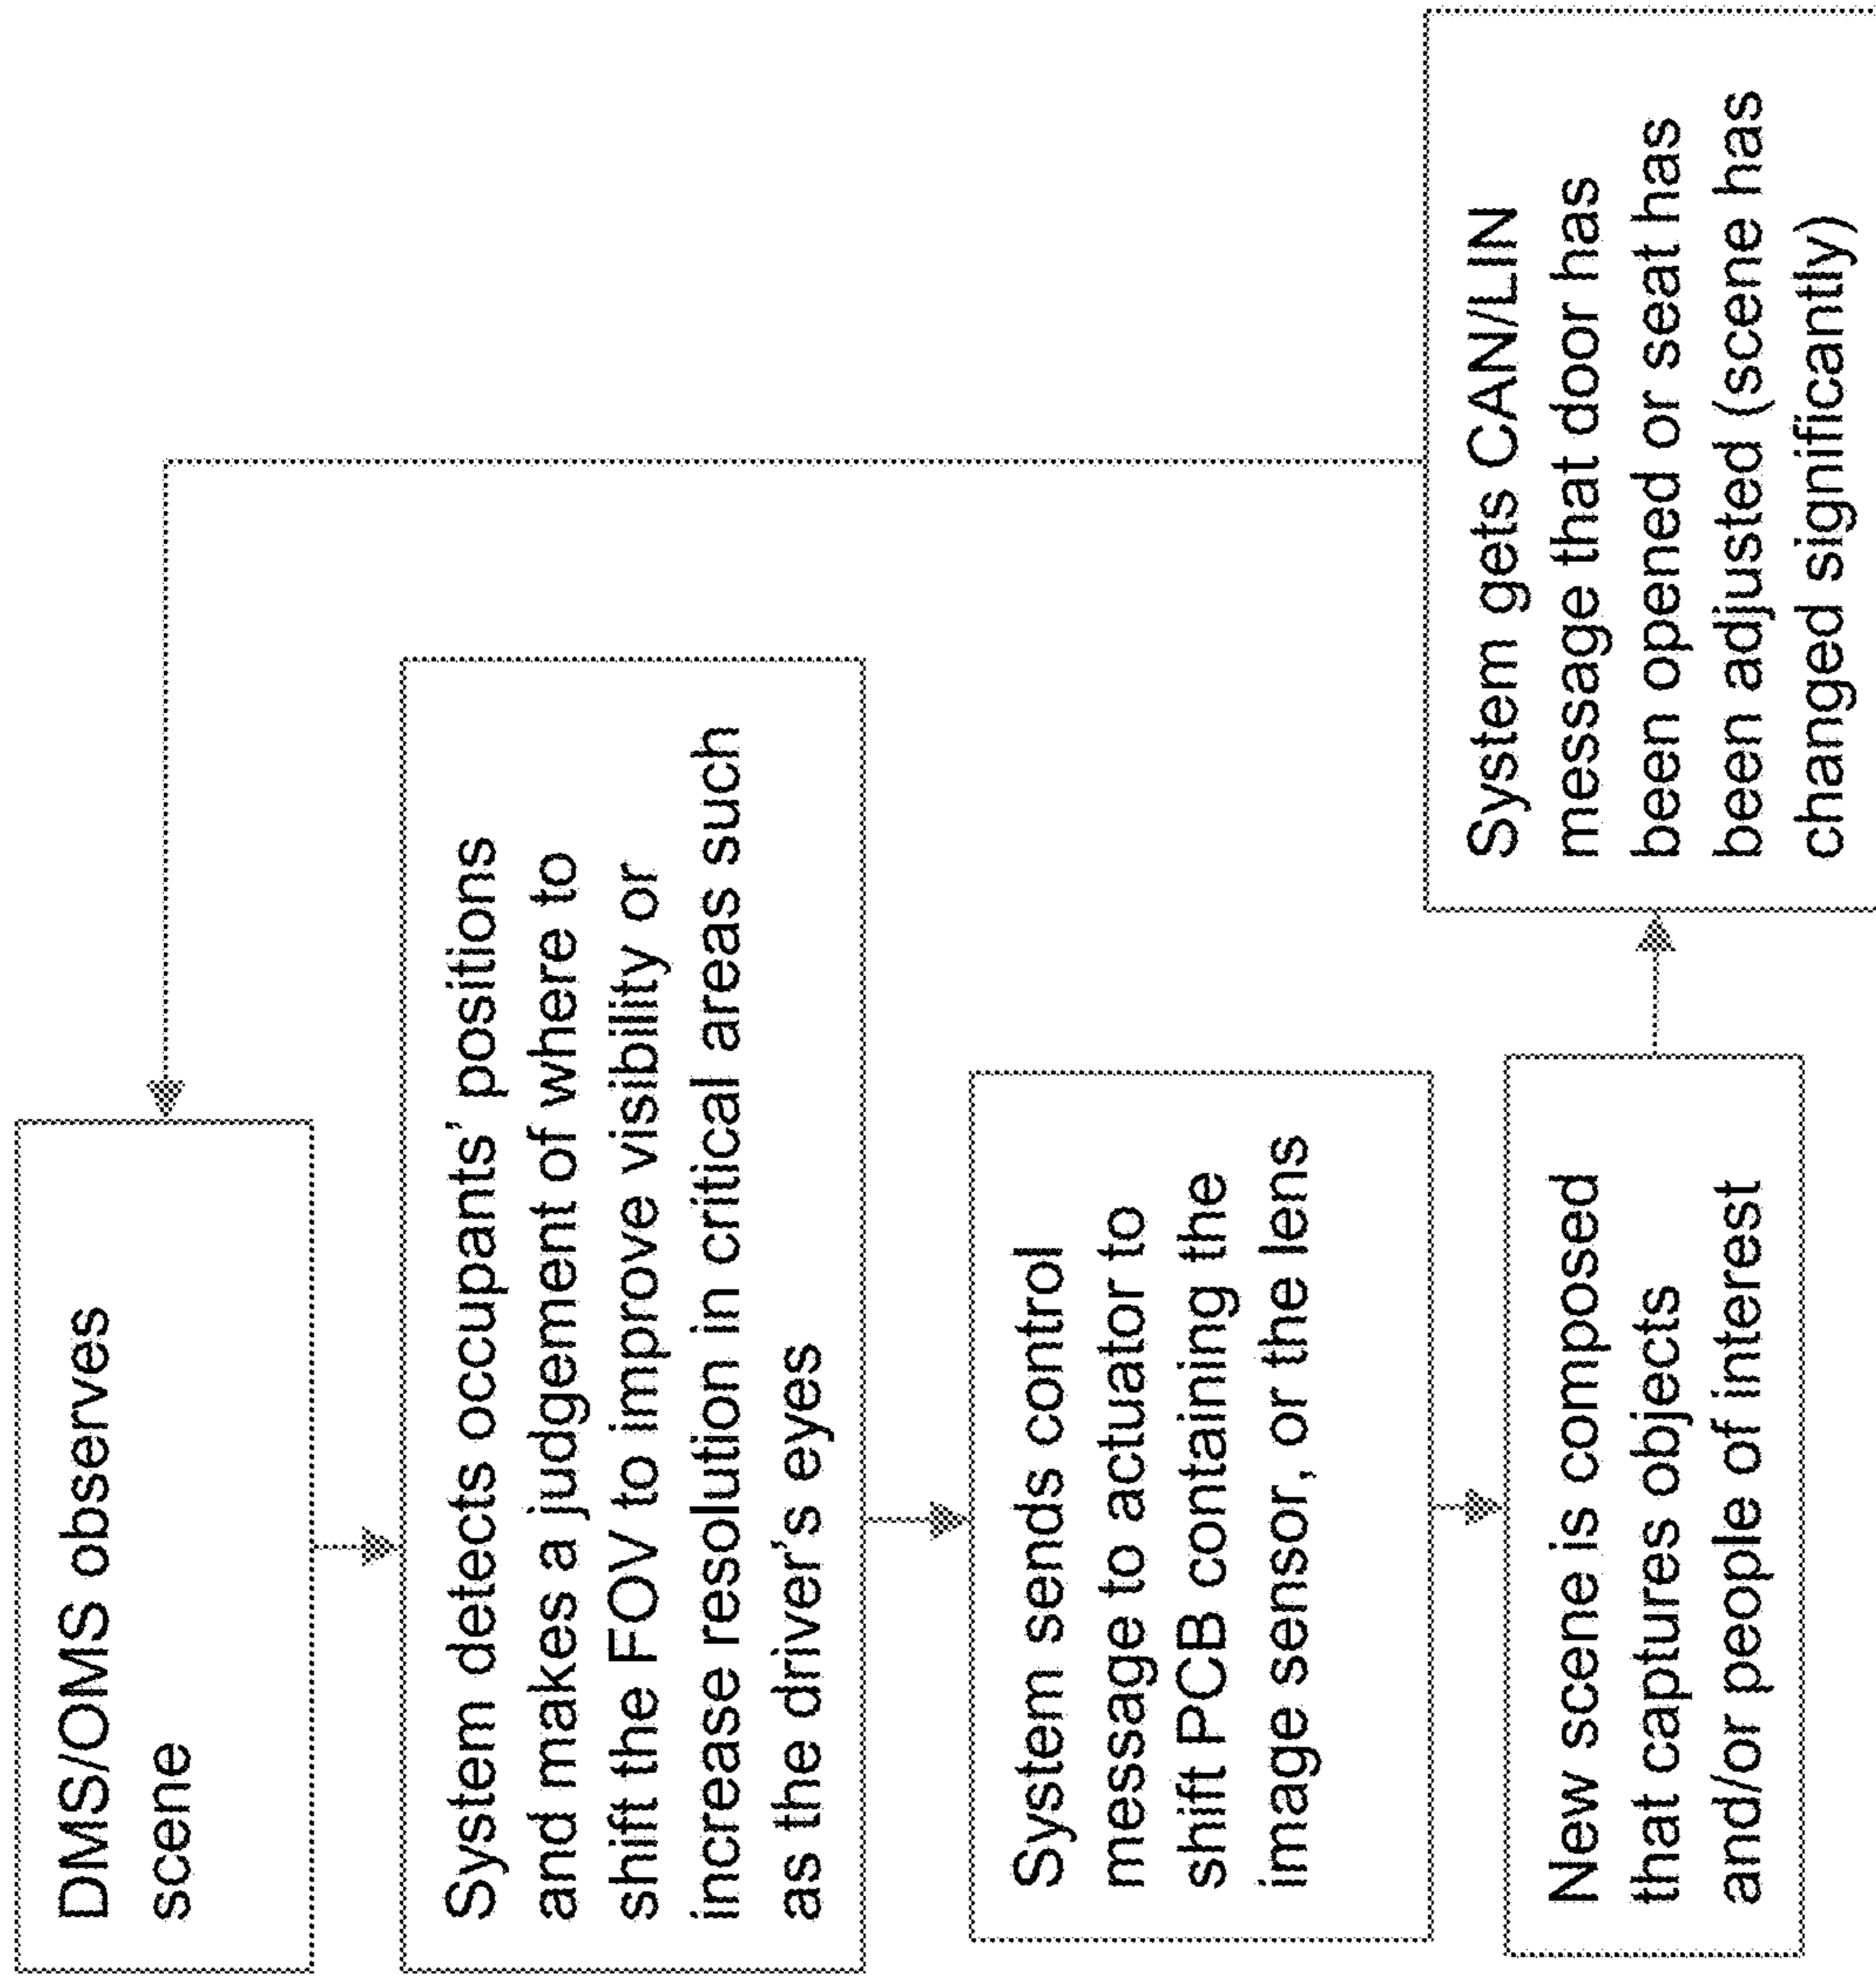 DMS/OMS observes
scene
System detects occupants' positions
and makes a judgement of where to
shift the FOV to improve visibility or
increase resolution in critical areas such
as the driver's eyes
System sends control
message to actuator to
shift PCB containing the
image sensor, or the lens
New scene is composed
that captures objects
and/or people of interest
System gets CAN/LIN
message that door has
been opened or seat has
been adjusted (scene has
changed significantly)